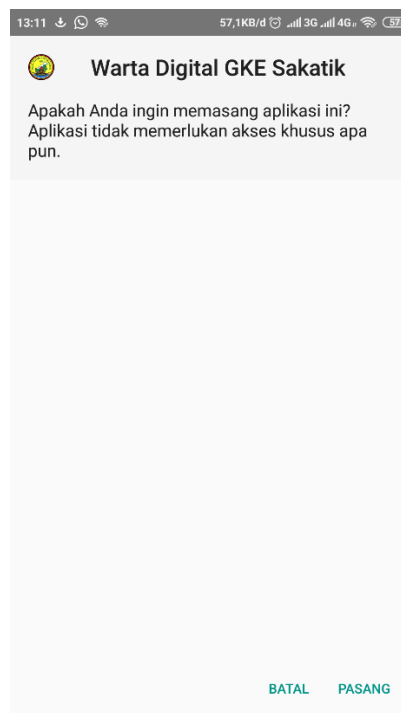 13:11 57,1KB/d 3G 4G 57
Warta Digital GKE Sakatik
Apakah Anda ingin memasang aplikasi ini?
Aplikasi tidak memerlukan akses khusus apa
pun.
BATAL PASANG